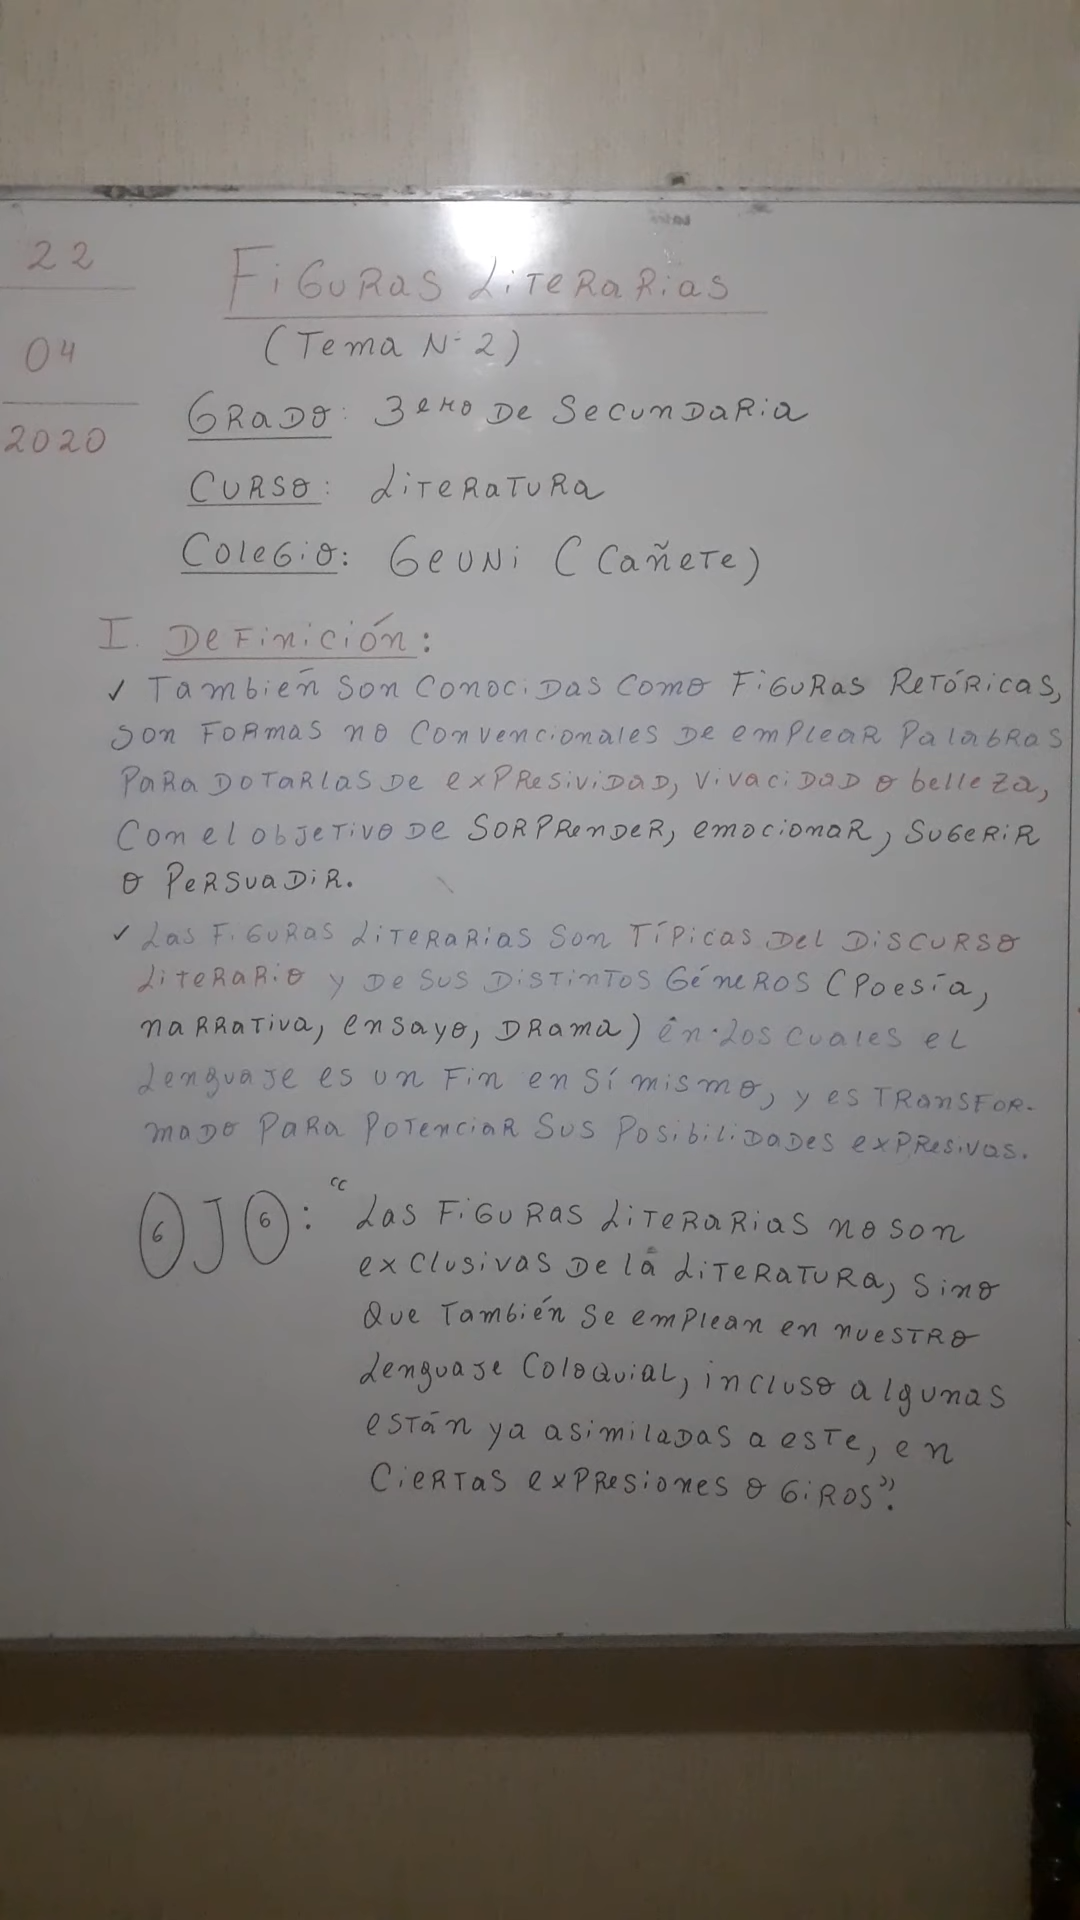 22
04
2020
Figuras Literarias
(Tema N° 2)
Grado: 3ero de Secundaria
Curso: Literatura
Colegio: Geuni (Cañete)
I. Definición:
✓ También son conocidas como Figuras Retóricas,
son formas no convencionales de emplear palabras
para dotarlas de expresividad, vivacidad o belleza,
con el objetivo de sorprender, emocionar, sugerir
o persuadir.
✓ Las figuras literarias son típicas del discurso
literario y de sus distintos géneros (poesía,
narrativa, ensayo, drama) en los cuales el
lenguaje es un fin en sí mismo, y es transfor-
mado para potenciar sus posibilidades expresivas.
OJO: "Las figuras literarias no son
exclusivas de la literatura, sino
que también se emplean en nuestro
lenguaje coloquial, incluso algunas
están ya asimiladas a este, en
ciertas expresiones o giros".